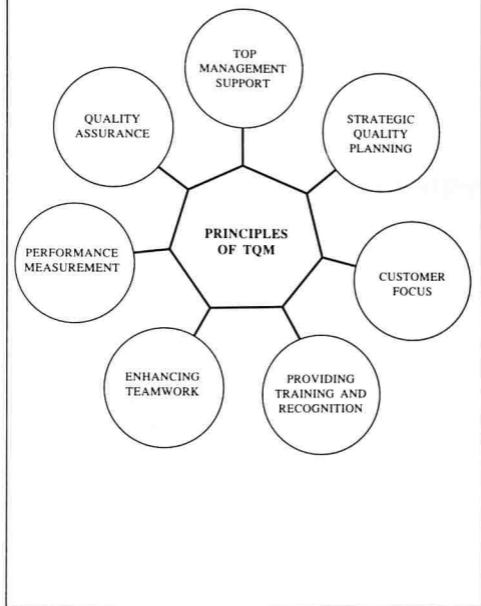 TOP
MANAGEMENT
SUPPORT
STRATEGIC
QUALITY
PLANNING
CUSTOMER
FOCUS
PROVIDING
TRAINING AND
RECOGNITION
ENHANCING
TEAMWORK
PERFORMANCE
MEASUREMENT
QUALITY
ASSURANCE
PRINCIPLES
OF TQM